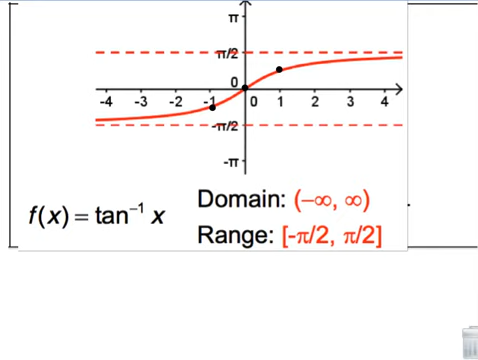 π
π/2
0
-4 -3 -2 -1 0 1 2 3 4
-π/2
-π
f(x) = tan⁻¹ x
Domain: (–∞, ∞)
Range: [-π/2, π/2]